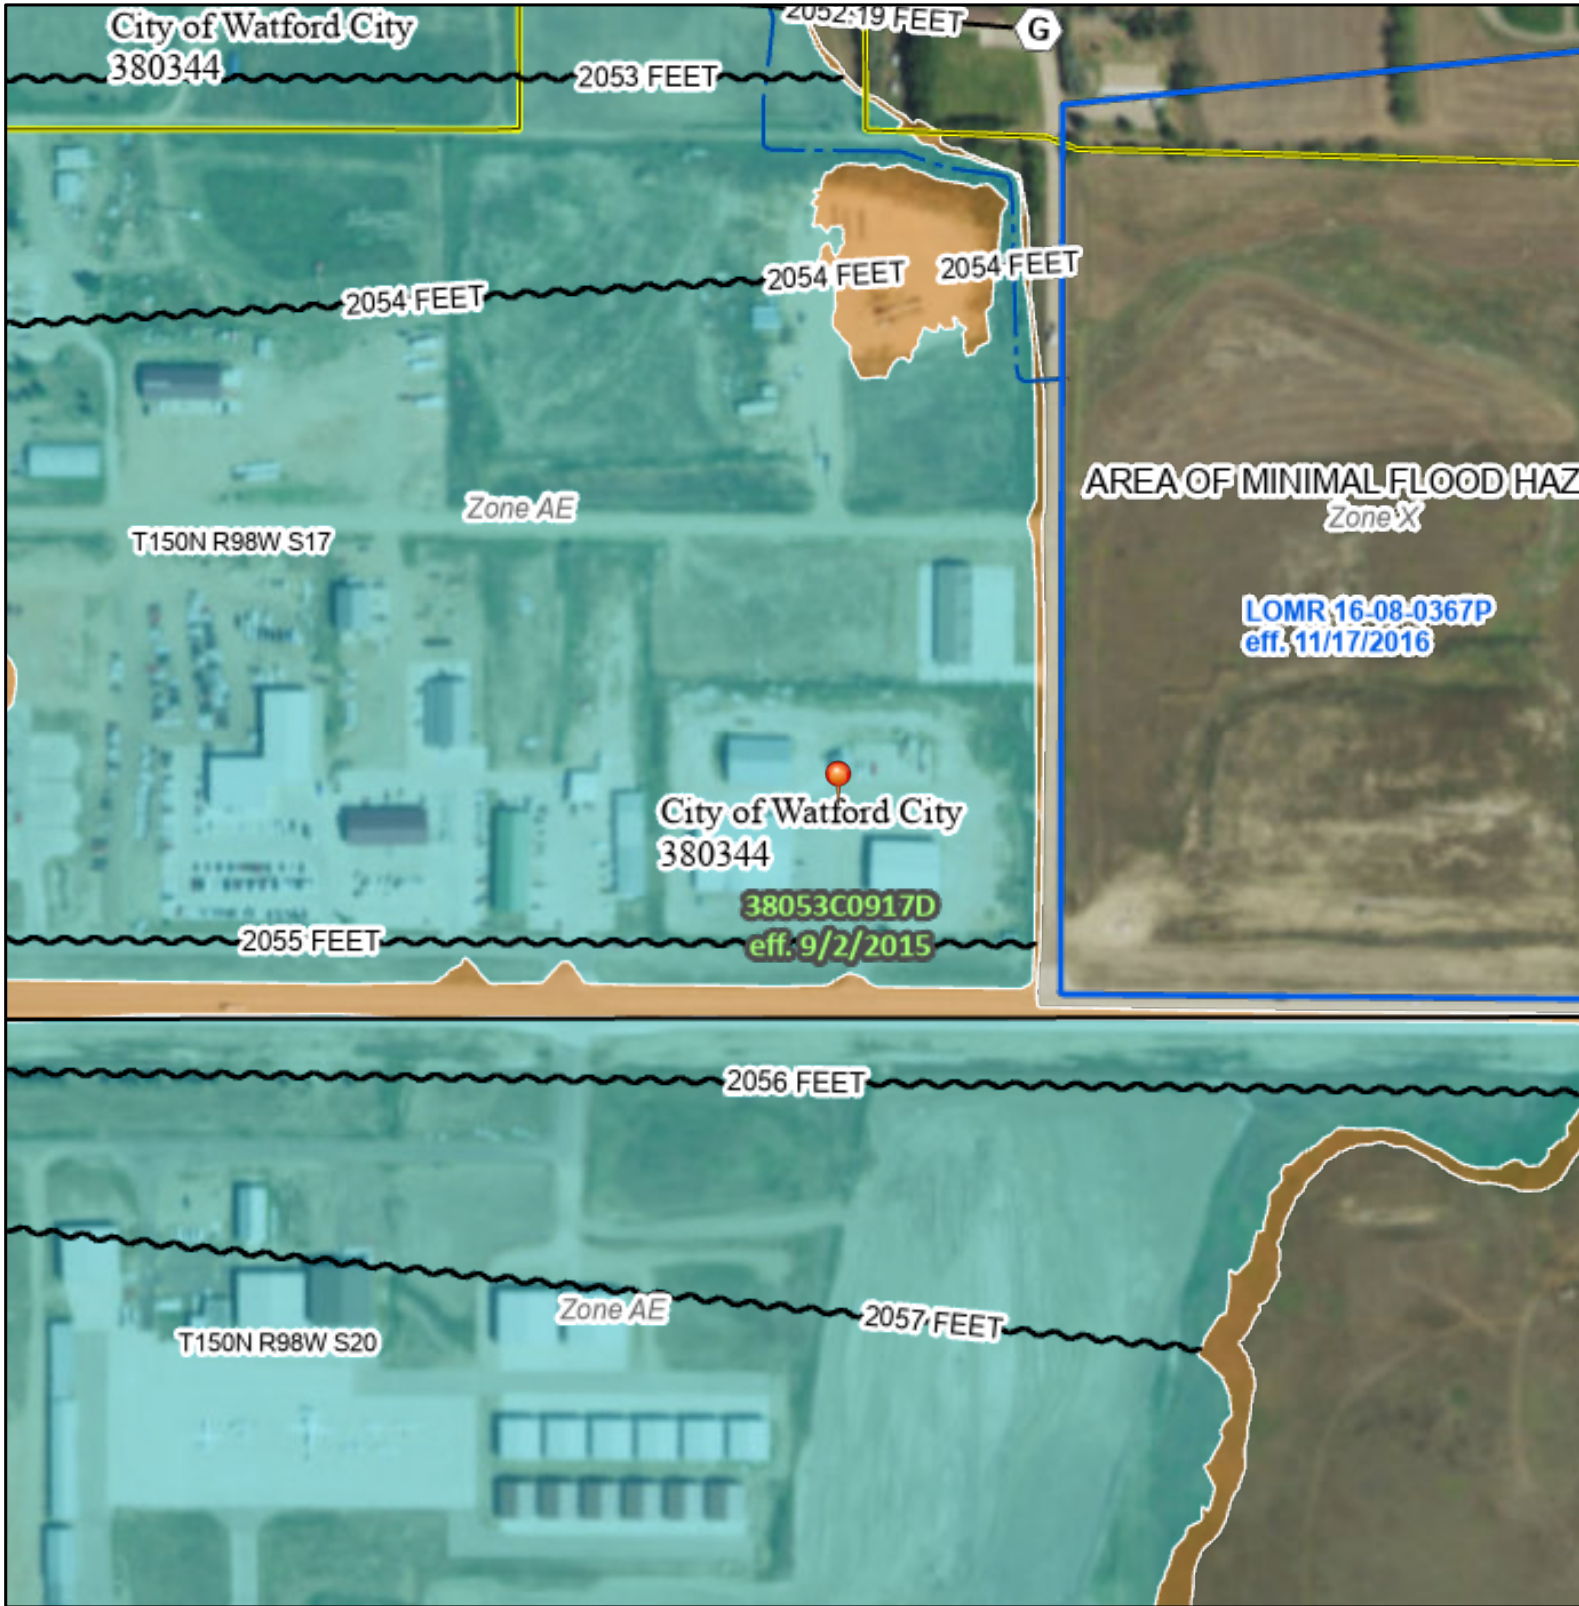 City of Watford City
380344
2052.19 FEET
G
2053 FEET
2054 FEET
2054 FEET
2054 FEET
AREA OF MINIMAL FLOOD HAZ
Zone X
Zone AE
T150N R98W S17
LOMR 16-08-0367P
eff. 11/17/2016
City of Watford City
380344
38053C0917D
eff. 9/2/2015
2055 FEET
2056 FEET
Zone AE
2057 FEET
T150N R98W S20